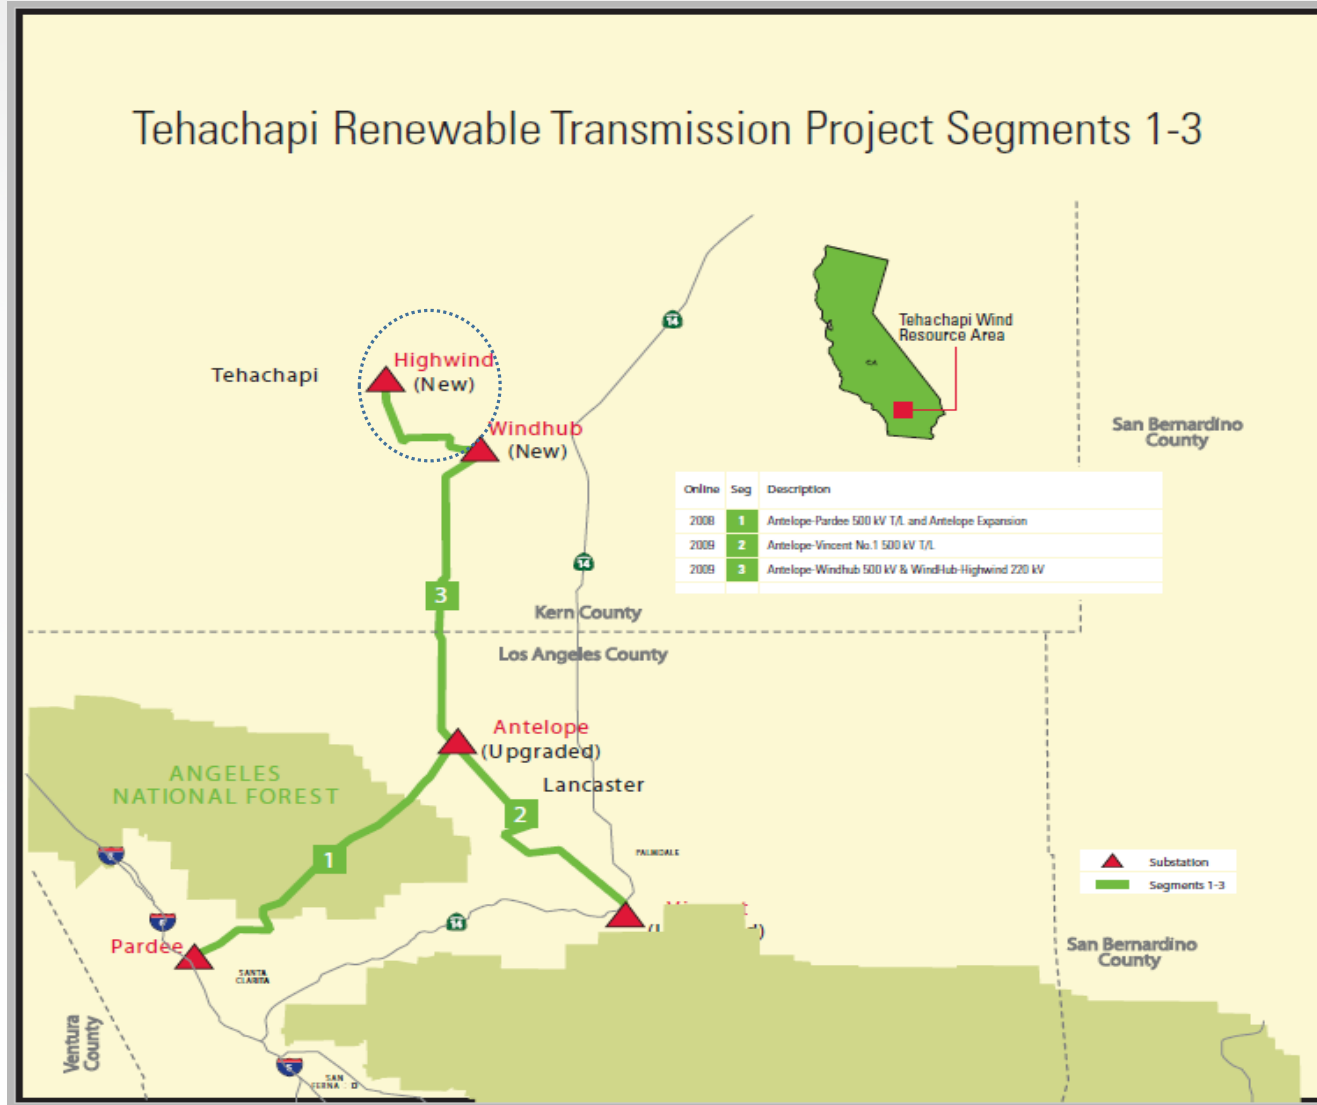 Tehachapi Renewable Transmission Project Segments 1-3
14
Tehachapi Wind
Resource Area
CA
Highwind
(New)
Tehachapi
Windhub
(New)
San Bernardino
County
Online Seg Description
2008 1 Antelope-Pardee 500 kV T/L and Antelope Expansion
2009 2 Antelope-Vincent No.1 500 kV T/L
2009 3 Antelope-Windhub 500 kV & WindHub-Highwind 220 kV
14
3
Kern County
Los Angeles County
Antelope
(Upgraded)
ANGELES
NATIONAL FOREST
Lancaster
2
1
PALMDALE
Substation
Segments 1-3
14
Pardee
San Bernardino
County
SANTA
CLARITA
Ventura
County
5
SAN